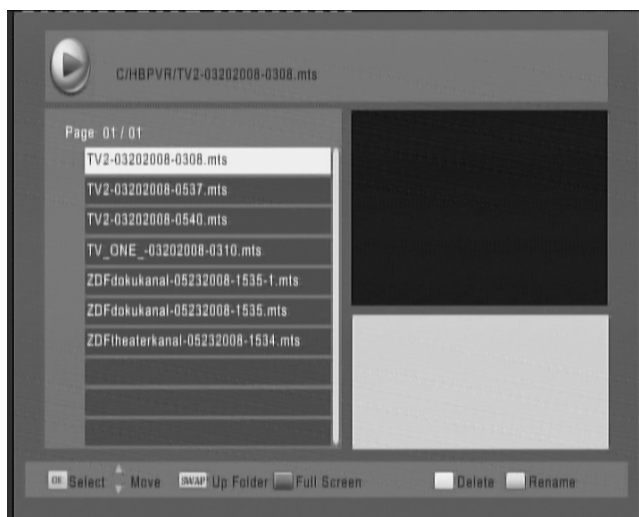 C/HBPVR/TV2-03202008-0308.mts
Page 01/01
TV2-03202008-0308.mts
TV2-03202008-0537.mts
TV2-03202008-0540.mts
TV_ONE_-03202008-0310.mts
ZDFdokukanal-05232008-1535-1.mts
ZDFdokukanal-05232008-1535.mts
ZDFtheaterkanal-05232008-1534.mts
OK Select Move SWAP Up Folder Full Screen Delete Rename